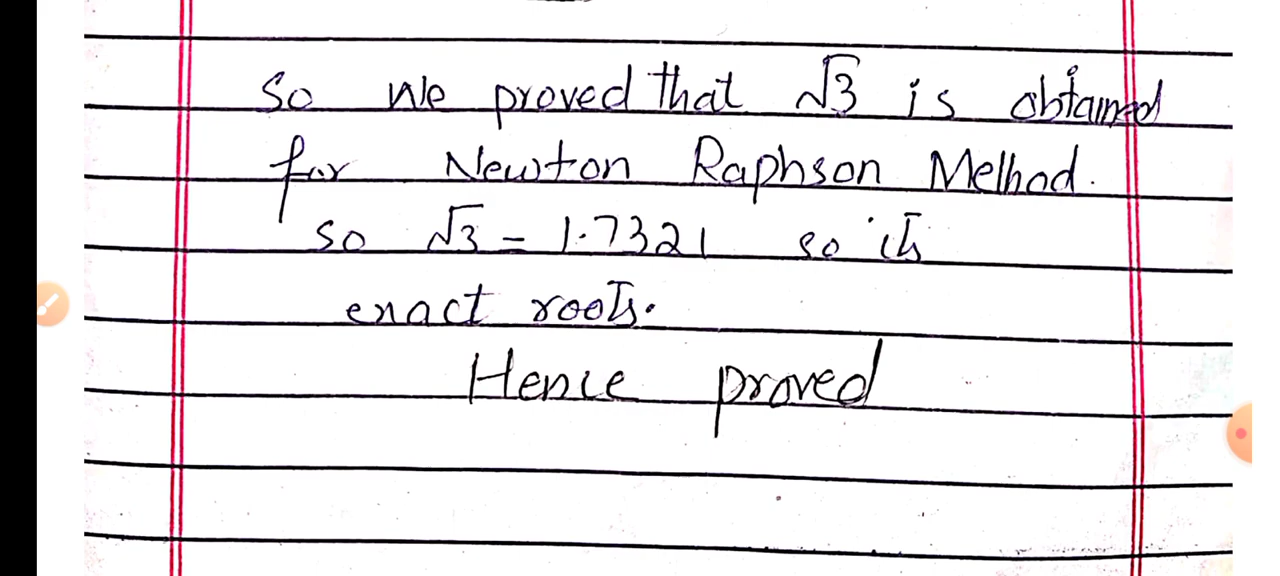 So We proved that √3 is obtained
for Newton Raphson Method.
so √3 = 1.7321 so its
exact roots.
Hence proved